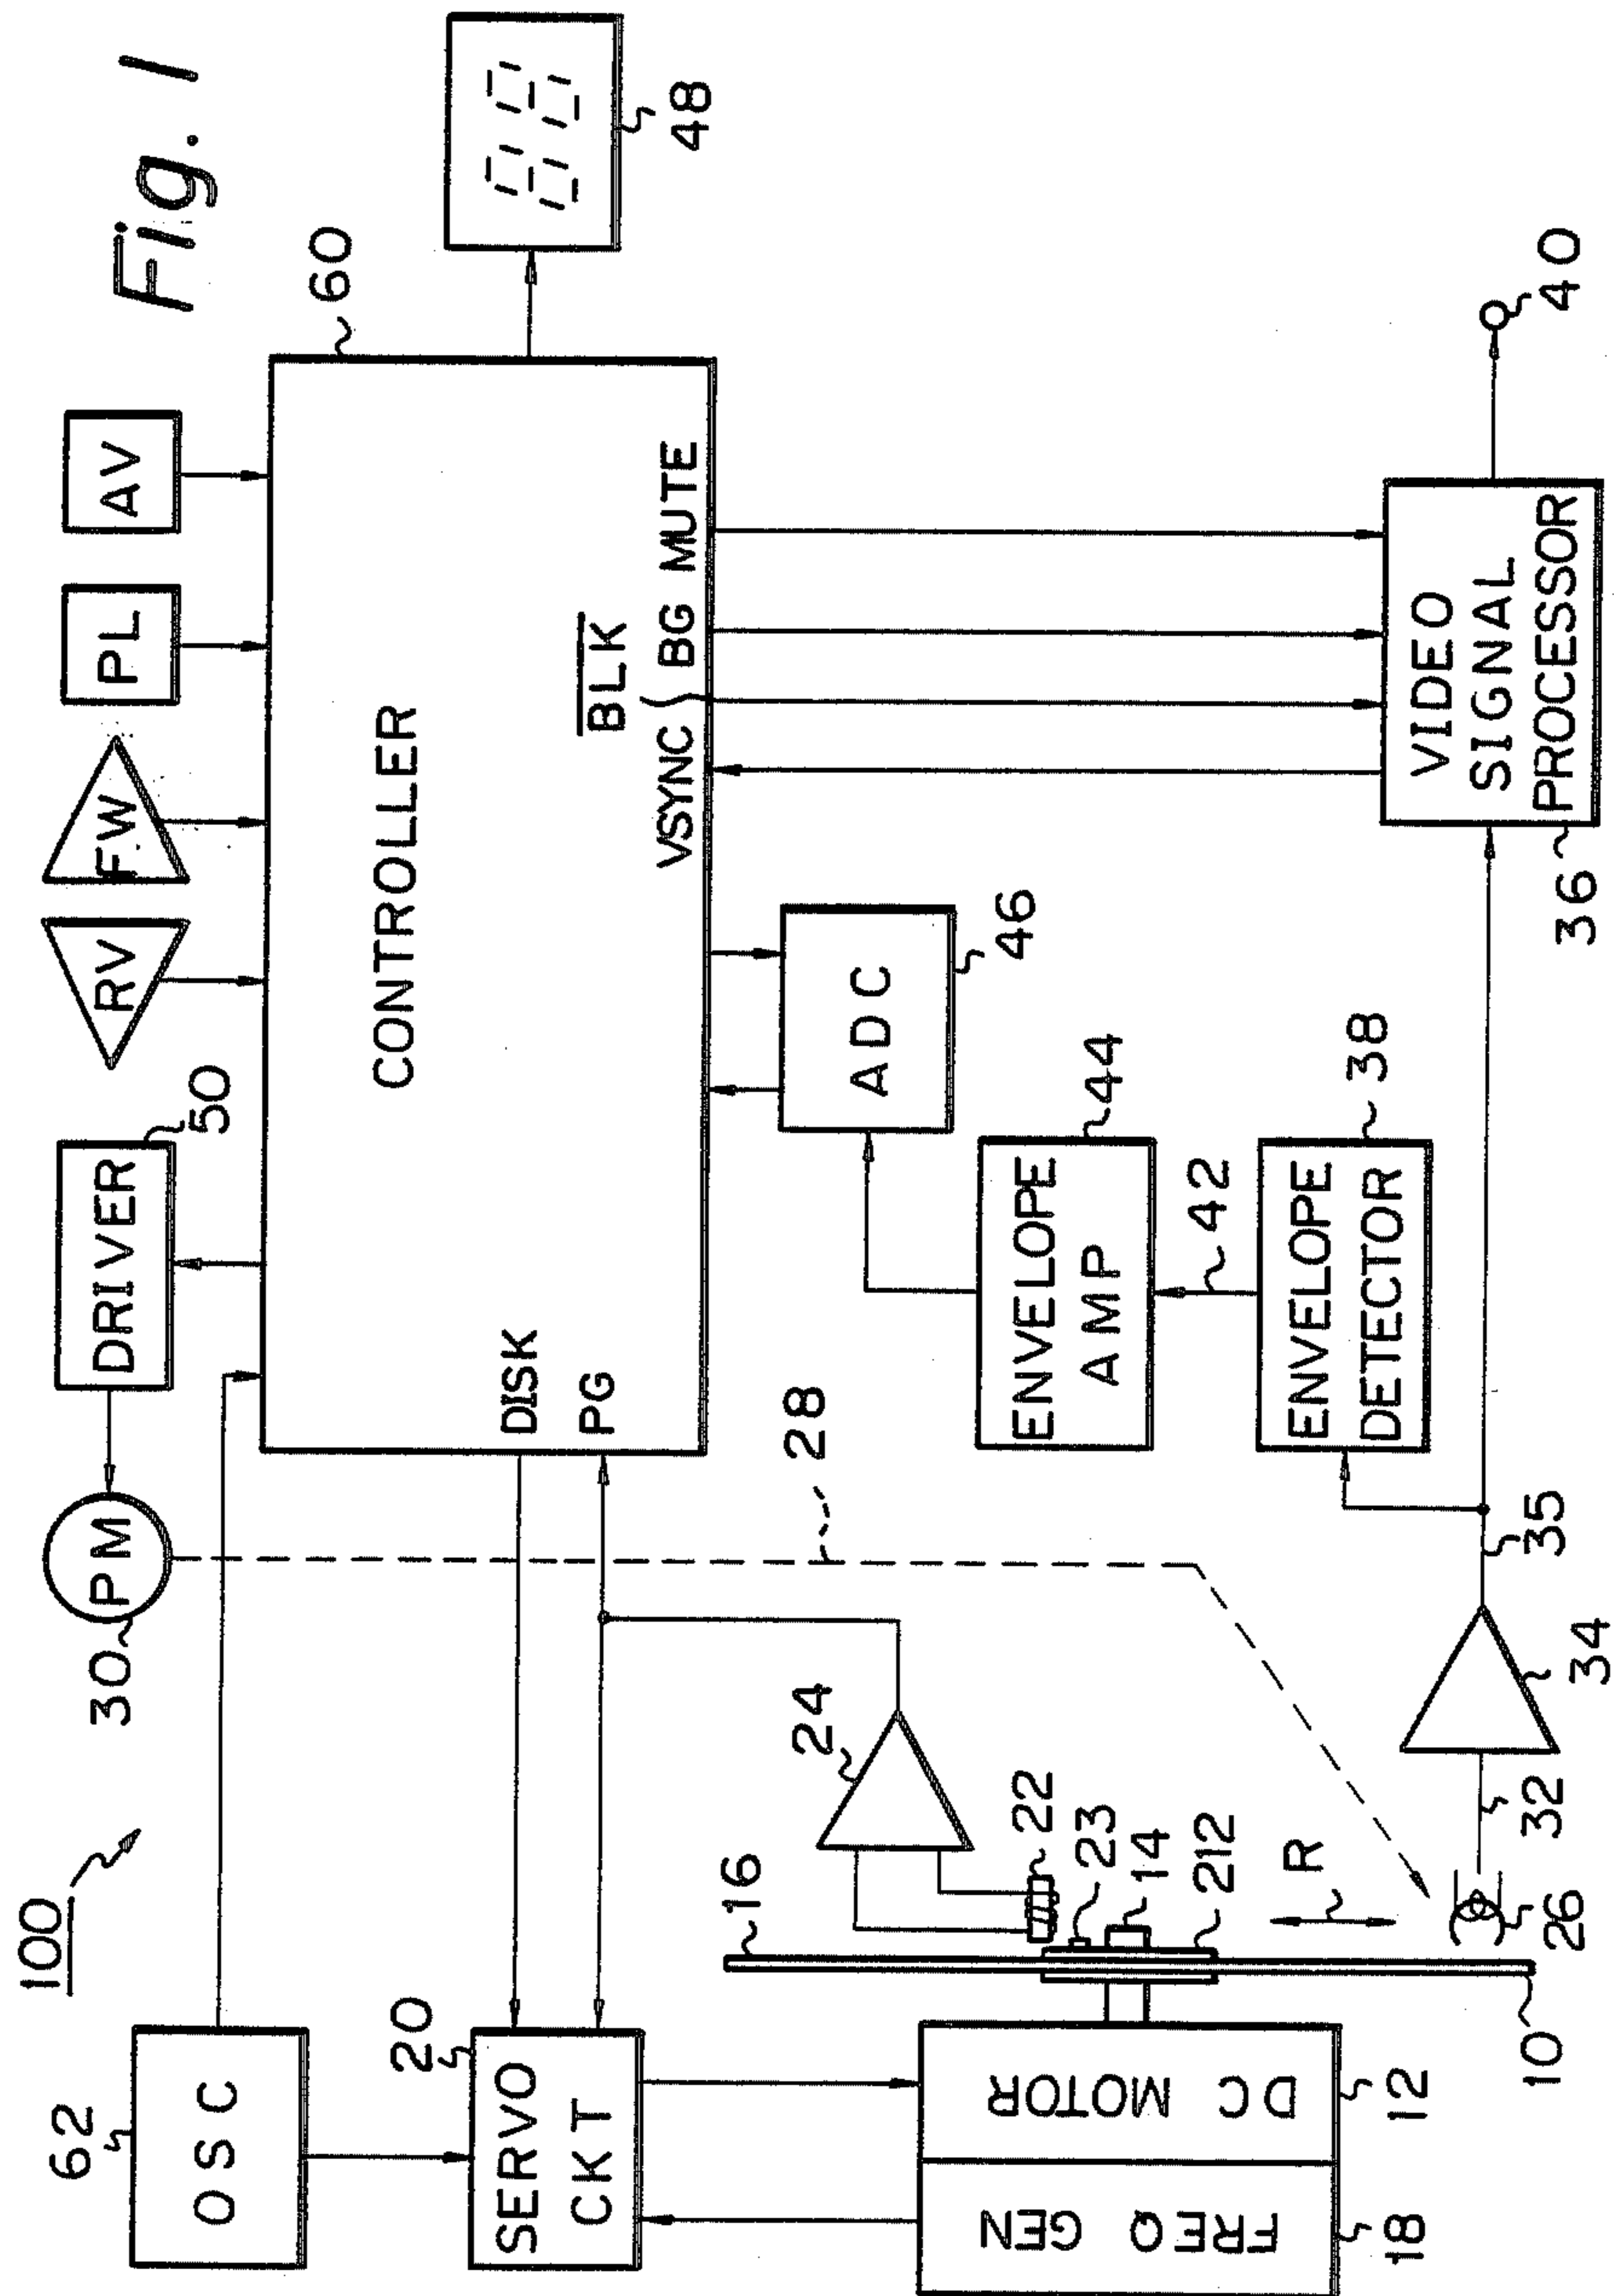 Fig. 1
100
62
OSC
30
PM
DRIVER
50
RV
FW
PL
AV
60
CONTROLLER
DISK
PG
VSYNC
BLK
BG
MUTE
48
88
20
SERVO
CKT
24
28
16
22
23
14
212
R
ADC
46
ENVELOPE
AMP
44
42
ENVELOPE
DETECTOR
38
FREQ GEN
18
DC
MOTOR
12
10
26
32
34
35
VIDEO
SIGNAL
PROCESSOR
36
40